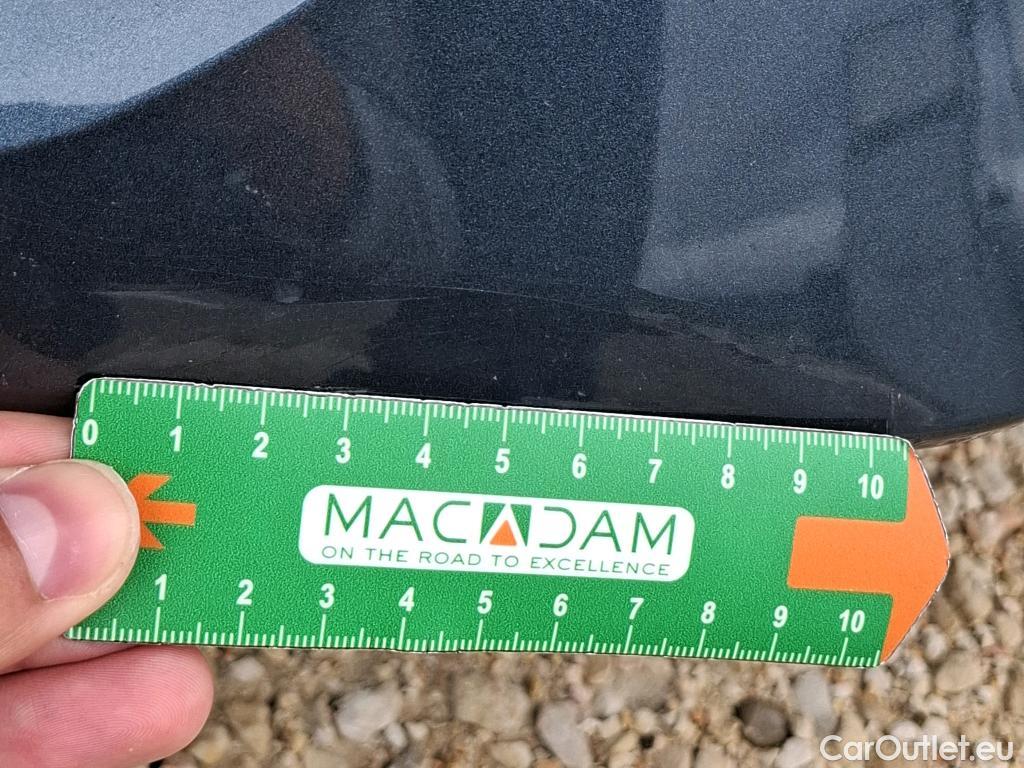 0 1 2 3 4 5 6 7 8 9 10
MACADAM
ON THE ROAD TO EXCELLENCE
1 2 3 4 5 6 7 8 9 10
CarOutlet.eu